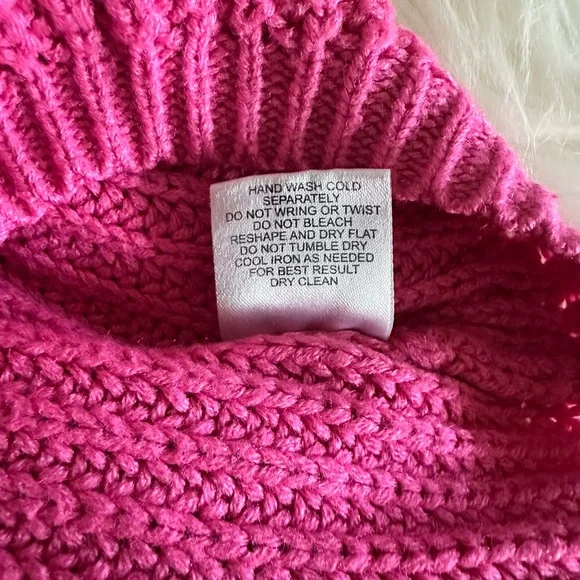 HAND WASH COLD
SEPARATELY
DO NOT WRING OR TWIST
DO NOT BLEACH
RESHAPE AND DRY FLAT
DO NOT TUMBLE DRY
COOL IRON AS NEEDED
FOR BEST RESULT
DRY CLEAN